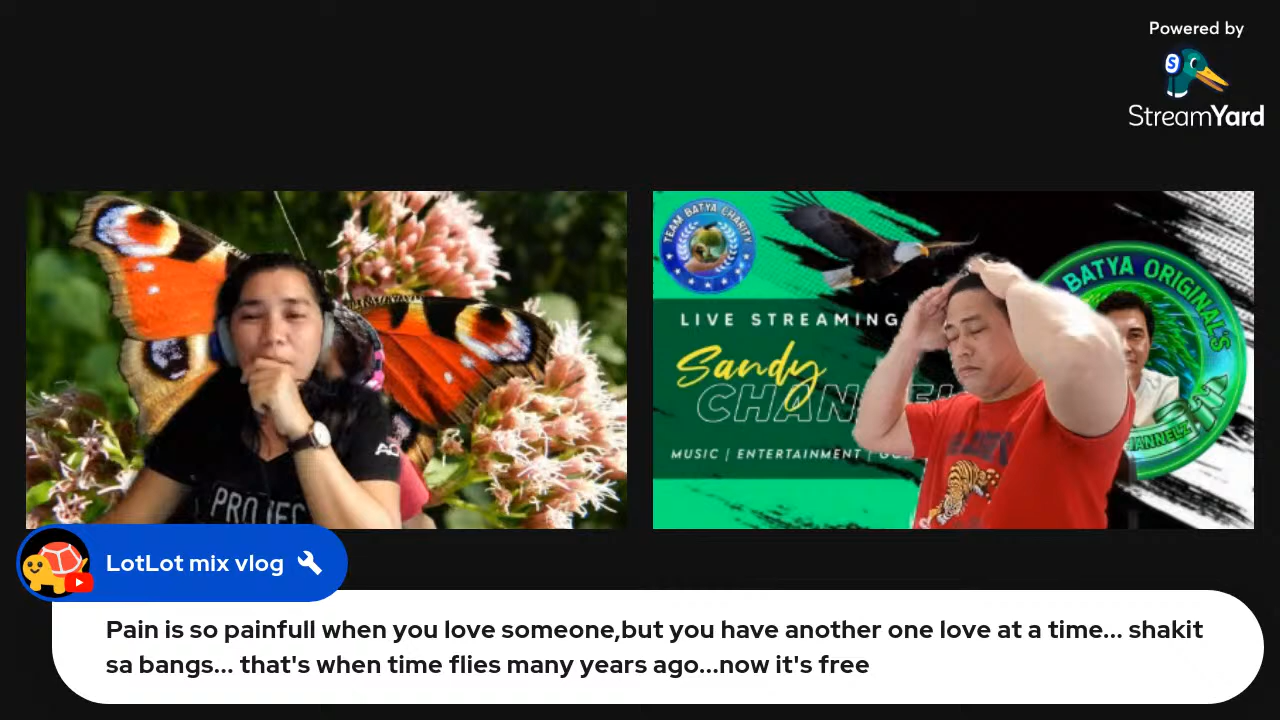 Powered by
StreamYard
TEAM BATYA CHARITY
LIVE STREAMING
Sandy
MUSIC | ENTERTAINMENT |
BATYA ORIGINALS
PROJEC
LotLot mix vlog
Pain is so painfull when you love someone,but you have another one love at a time... shakit
sa bangs... that's when time flies many years ago...now it's free